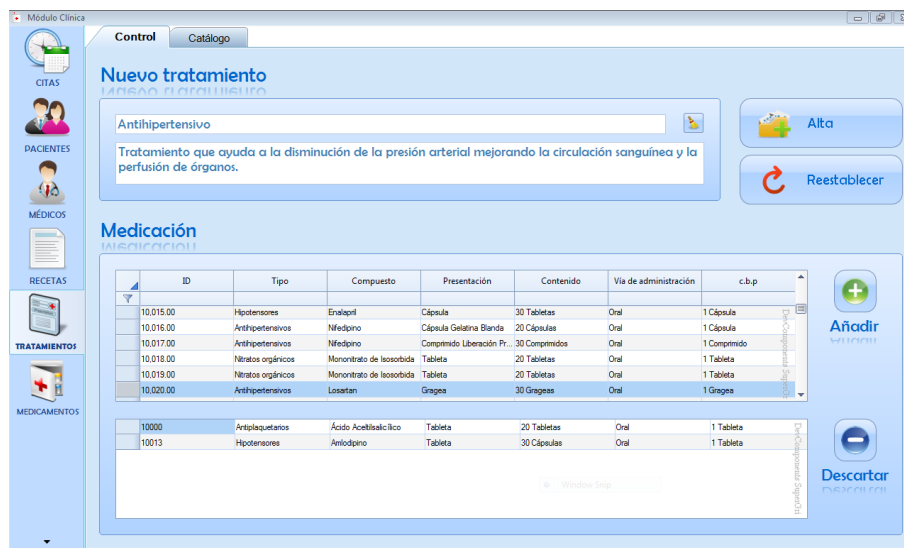 Módulo Clínica
Control Catálogo
CITAS
PACIENTES
MÉDICOS
RECETAS
TRATAMIENTOS
MEDICAMENTOS
Nuevo tratamiento
Antihipertensivo
Tratamiento que ayuda a la disminución de la presión arterial mejorando la circulación sanguínea y la
perfusión de órganos.
Alta
Reestablecer
Medicación
ID Tipo Compuesto Presentación Contenido Vía de administración c.b.p
10,015.00 Hipotensores Enalapril Cápsula 30 Tabletas Oral 1 Cápsula
10,016.00 Antihipertensivos Nifedipino Cápsula Gelatina Blanda 20 Cápsulas Oral 1 Cápsula
10,017.00 Antihipertensivos Nifedipino Comprimido Liberación Pr... 30 Comprimidos Oral 1 Comprimido
10,018.00 Nitratos orgánicos Mononitrato de Isosorbida Tableta 20 Tabletas Oral 1 Tableta
10,019.00 Nitratos orgánicos Mononitrato de Isosorbida Tableta 20 Tabletas Oral 1 Tableta
10,020.00 Antihipertensivos Losartan Gragea 30 Grageas Oral 1 Gragea
Añadir
10000 Antiplaquetarios Ácido Acetilsalicílico Tableta 20 Tabletas Oral 1 Tableta
10013 Hipotensores Amlodipino Tableta 30 Cápsulas Oral 1 Tableta
Window Snip
Descartar